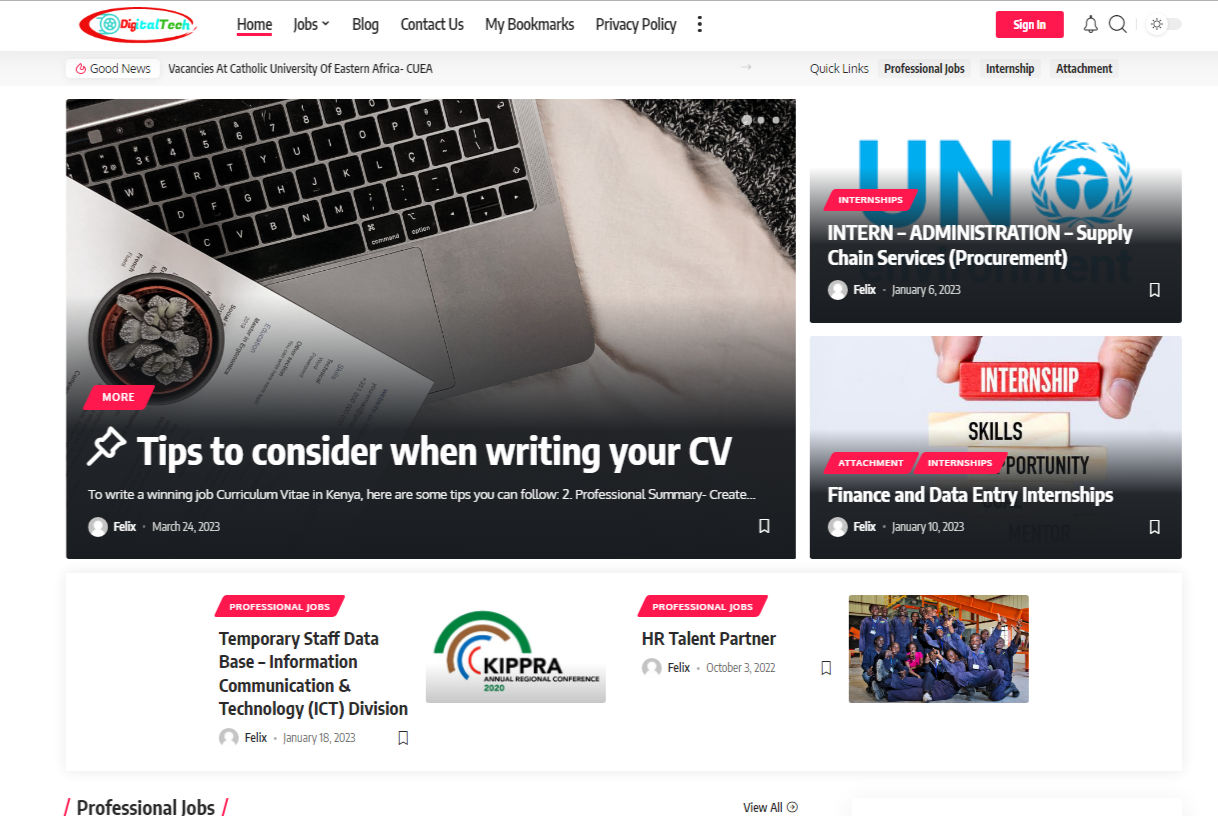 DigitalTech
Home Jobs Blog Contact Us My Bookmarks Privacy Policy
Sign In
Good News
Vacancies At Catholic University Of Eastern Africa- CUEA
Quick Links Professional Jobs Internship Attachment
command option
MORE
Tips to consider when writing your CV
To write a winning job Curriculum Vitae in Kenya, here are some tips you can follow: 2. Professional Summary- Create...
Felix • March 24, 2023
UN
INTERNSHIPS
INTERN – ADMINISTRATION – Supply
Chain Services (Procurement)
Felix • January 6, 2023
INTERNSHIP
SKILLS
ATTACHMENT INTERNSHIPS
Finance and Data Entry Internships
Felix • January 10, 2023
MENTOR
PROFESSIONAL JOBS
Temporary Staff Data
Base – Information
Communication &
Technology (ICT) Division
Felix • January 18, 2023
KIPPRA
ANNUAL REGIONAL CONFERENCE
2020
PROFESSIONAL JOBS
HR Talent Partner
Felix • October 3, 2022
/ Professional Jobs /
View All